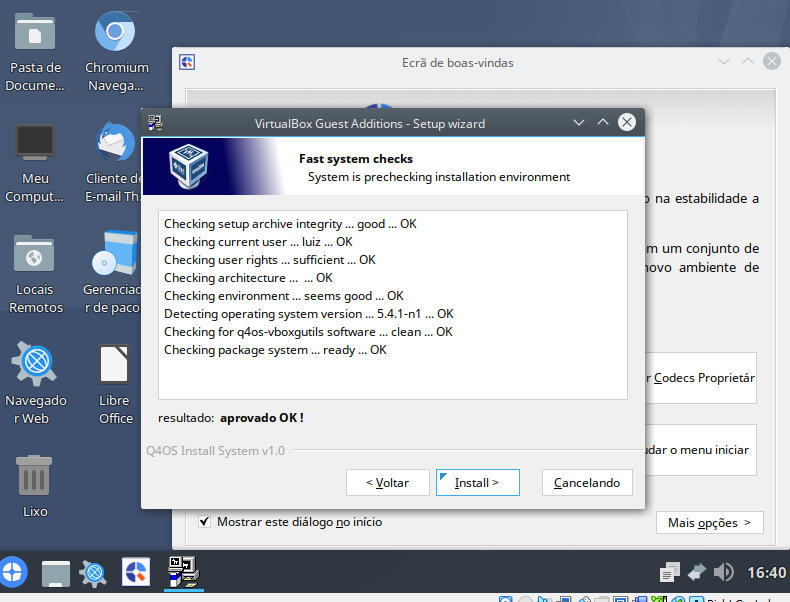 Pasta de
Docume...
Chromium
Navega...
Meu
Comput...
Cliente de
E-mail Th.
Locais
Remotos
Gerenciad
r de paco
Navegado
r Web
Libre
Office
Lixo
Ecrã de boas-vindas
VirtualBox Guest Additions - Setup wizard
Fast system checks
System is prechecking installation environment
Checking setup archive integrity ... good ... OK
Checking current user ... luiz ... OK
Checking user rights ... sufficient ... OK
Checking architecture ... ... OK
Checking environment ... seems good ... OK
Detecting operating system version ... 5.4.1-n1 ... OK
Checking for q4os-vboxgutils software ... clean ... OK
Checking package system ... ready ... OK
resultado: aprovado OK !
Q4OS Install System v1.0
< Voltar
Install >
Cancelando
o na estabilidade a
m um conjunto de
novo ambiente de
r Codecs Proprietár
udar o menu iniciar
Mostrar este diálogo no início
Mais opções >
16:40